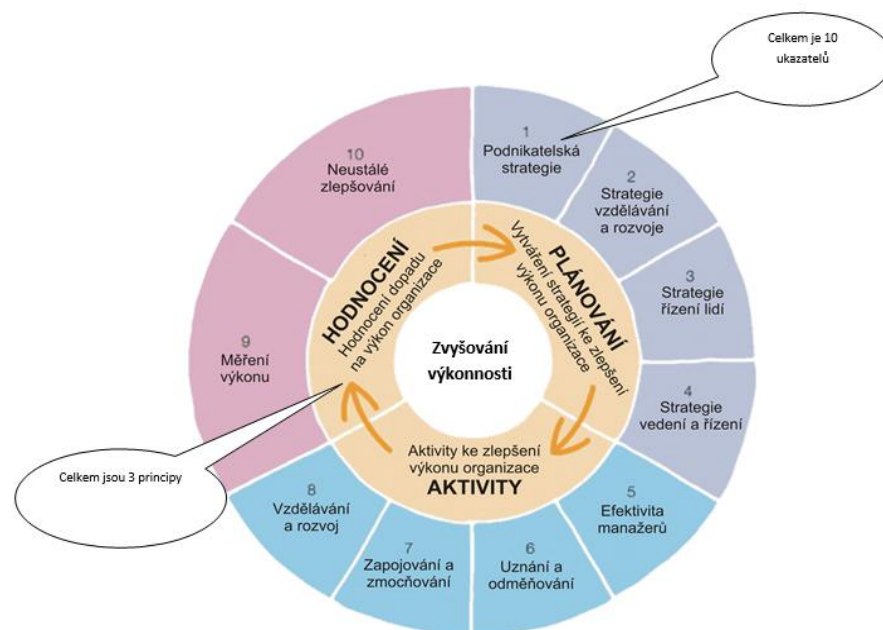 Celkem je 10
ukazatelů
1
Podnikatelská
strategie
2
Strategie
vzdělávání
a rozvoje
3
Strategie
řízení lidí
4
Strategie
vedení a řízení
5
Efektivita
manažerů
6
Uznání a
odměňování
7
Zapojování a
zmocňování
8
Vzdělávání
a rozvoj
9
Měření
výkonu
10
Neustálé
zlepšování
PLÁNOVÁNÍ
Vytváření strategií ke zlepšení
výkonu organizace
Aktivity ke zlepšení
výkonu organizace
AKTIVITY
HODNOCENÍ
Hodnocení dopadu
na výkon organizace
Zvyšování
výkonnosti
Celkem jsou 3 principy